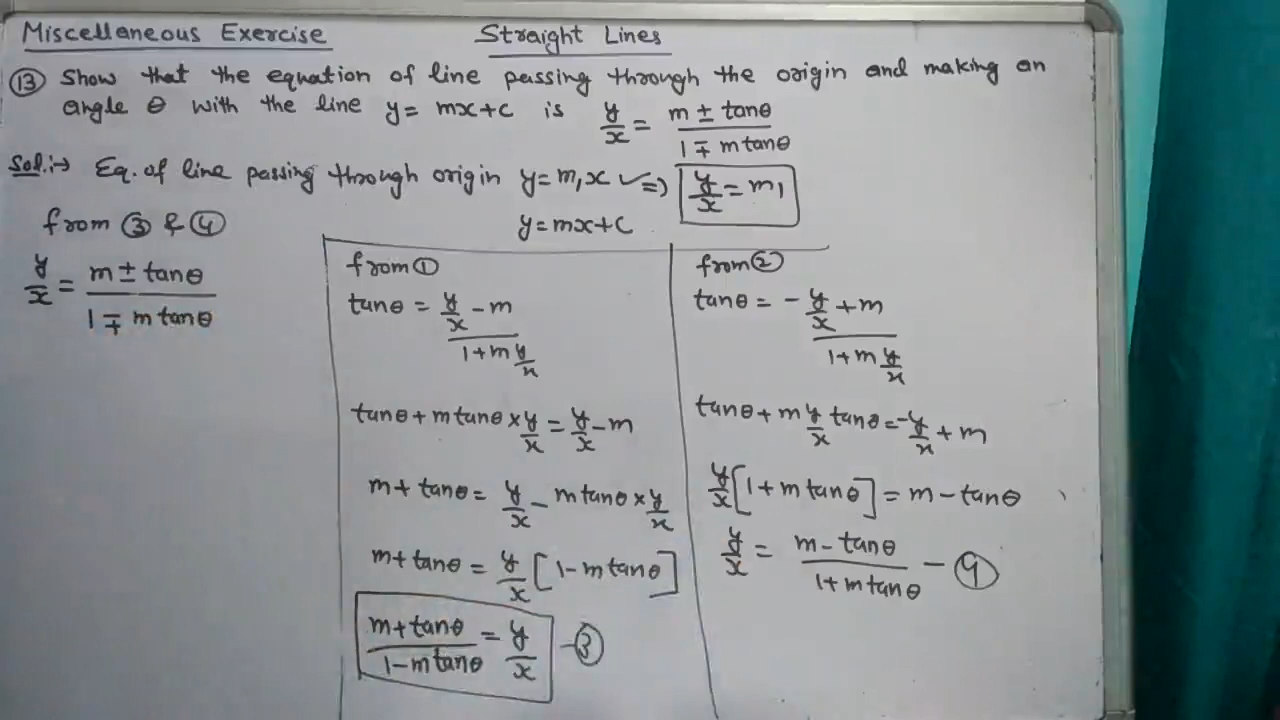 Miscellaneous Exercise
Straight Lines
⑬ Show that the equation of line passing through the origin and making an
angle θ with the line y = mx+c is y/x = (m ± tanθ)/(1 ∓ m tanθ)
Sol:→ Eq. of line passing through origin y = m₁x ✓ ⇒ y/x = m₁
y = mx+c
from ③ & ④
y/x = (m ± tanθ)/(1 ∓ m tanθ)
from ①
tanθ = (y/x - m)/(1+m y/x)
tanθ + m tanθ × y/x = y/x - m
m + tanθ = y/x - m tanθ × y/x
m + tanθ = y/x [1 - m tanθ]
(m + tanθ)/(1 - m tanθ) = y/x - ③
from ②
tanθ = (-y/x + m)/(1+m y/x)
tanθ + m y/x tanθ = -y/x + m
y/x [1 + m tanθ] = m - tanθ
y/x = (m - tanθ)/(1 + m tanθ) - ④